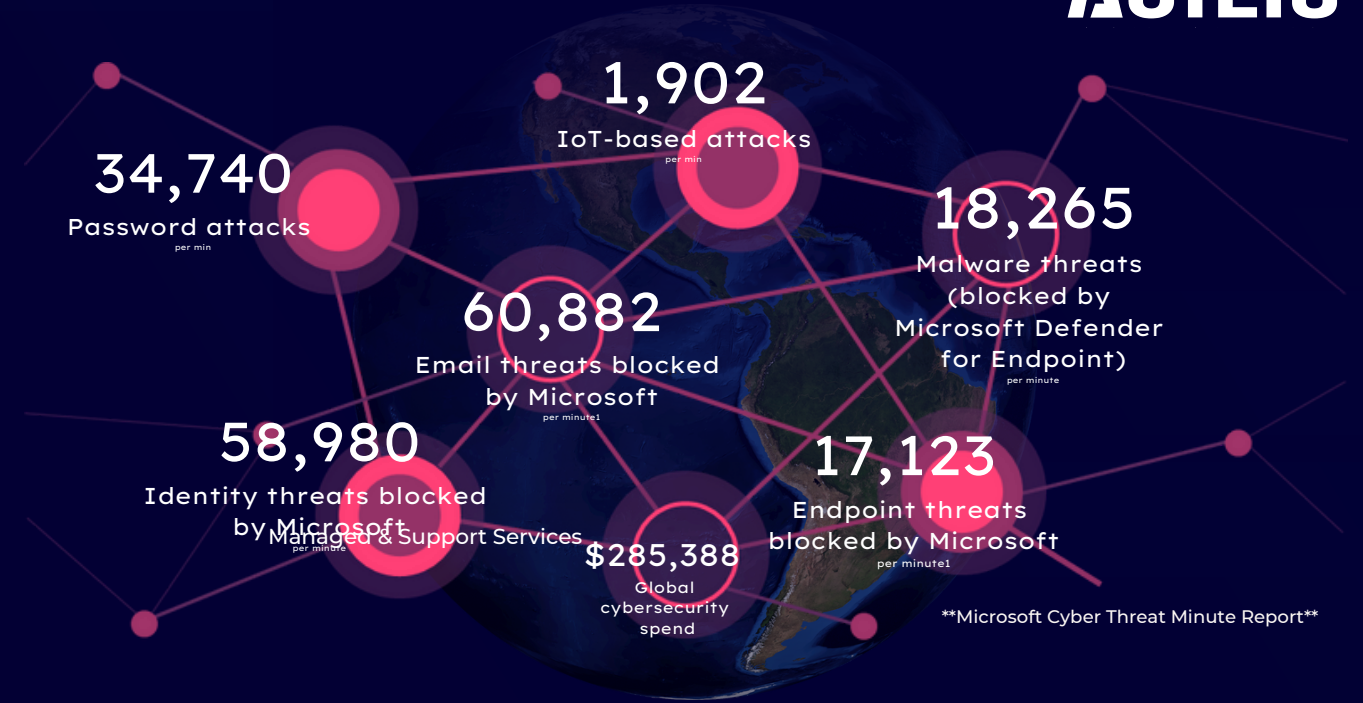 1,902
IoT-based attacks
per min
34,740
Password attacks
per min
18,265
Malware threats
(blocked by
Microsoft Defender
for Endpoint)
per minute
60,882
Email threats blocked
by Microsoft
per minute1
58,980
Identity threats blocked
by Microsoft
per minute
Managed & Support Services
17,123
Endpoint threats
blocked by Microsoft
per minute1
$285,388
Global
cybersecurity
spend
**Microsoft Cyber Threat Minute Report**